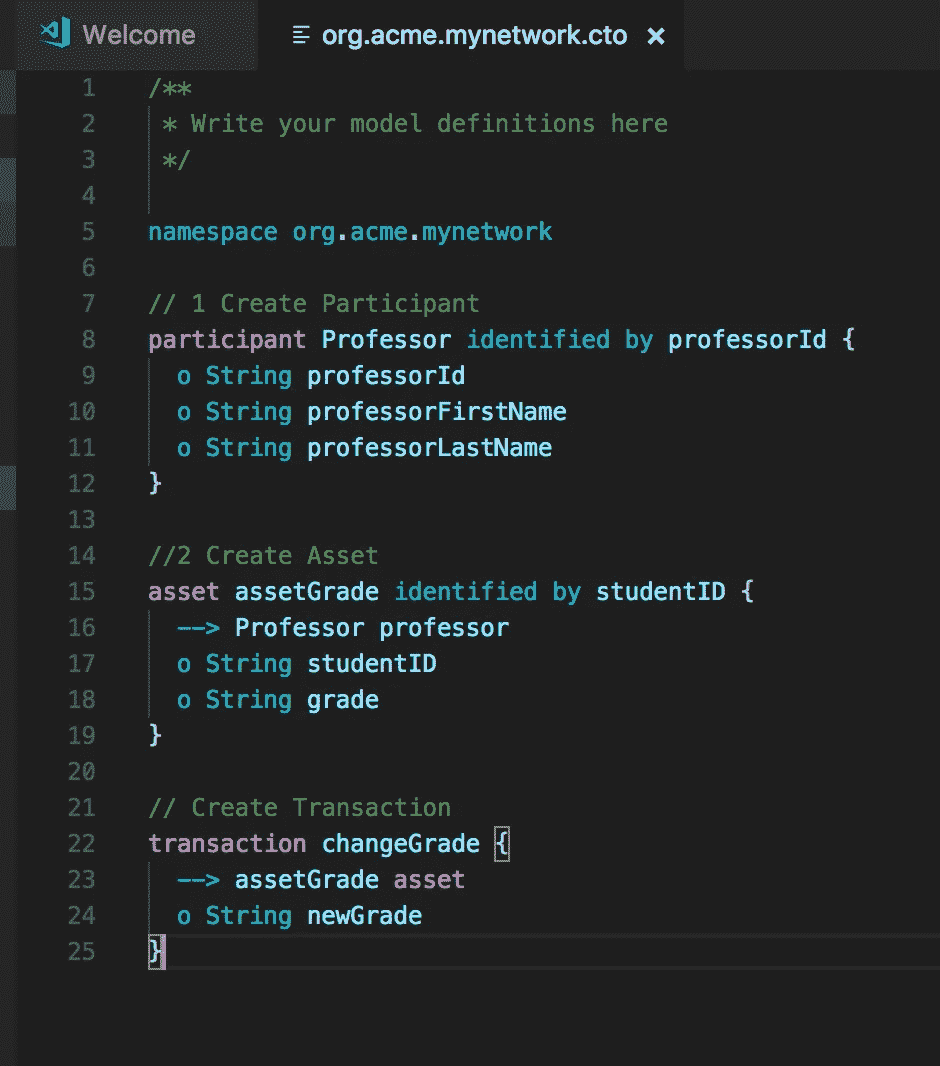 Welcome org.acme.mynetwork.cto ×
1 /**
2 * Write your model definitions here
3 */
4
5 namespace org.acme.mynetwork
6
7 // 1 Create Participant
8 participant Professor identified by professorId {
9 o String professorId
10 o String professorFirstName
11 o String professorLastName
12 }
13
14 //2 Create Asset
15 asset assetGrade identified by studentID {
16 --> Professor professor
17 o String studentID
18 o String grade
19 }
20
21 // Create Transaction
22 transaction changeGrade {
23 --> assetGrade asset
24 o String newGrade
25 }